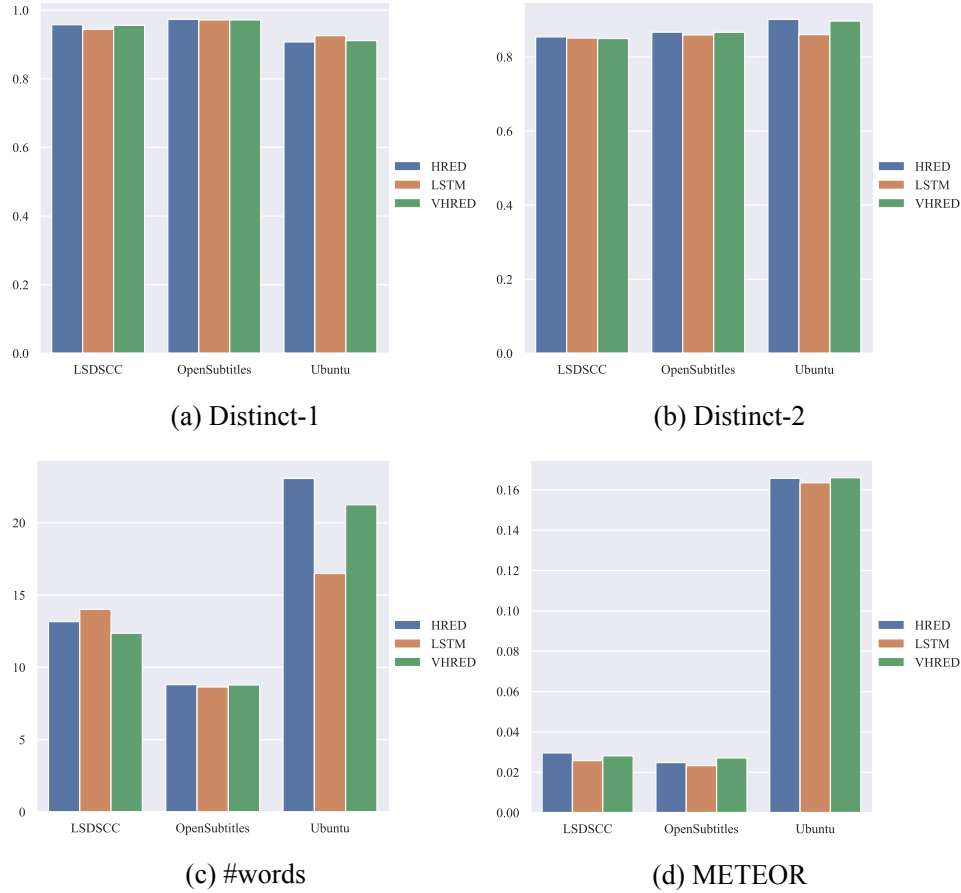 1.0
0.8
0.6
0.4
0.2
0.0
LSDSCC OpenSubtitles Ubuntu
HRED
LSTM
VHRED
(a) Distinct-1
0.8
0.6
0.4
0.2
0.0
LSDSCC OpenSubtitles Ubuntu
HRED
LSTM
VHRED
(b) Distinct-2
20
15
10
5
0
LSDSCC OpenSubtitles Ubuntu
HRED
LSTM
VHRED
(c) #words
0.16
0.14
0.12
0.10
0.08
0.06
0.04
0.02
0.00
LSDSCC OpenSubtitles Ubuntu
HRED
LSTM
VHRED
(d) METEOR